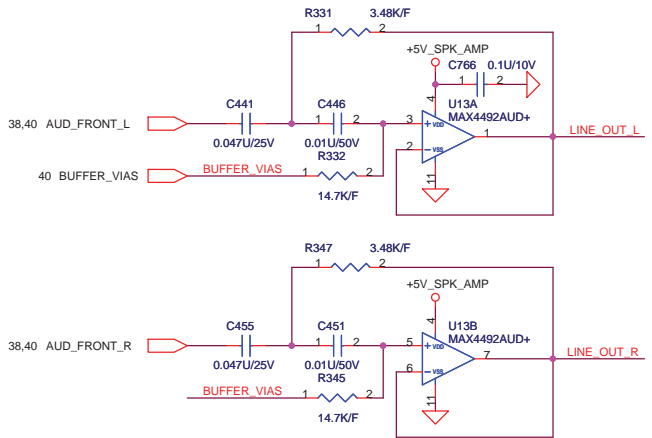 R331 3.48K/F
1 2
+5V_SPK_AMP
C766 0.1U/10V
1 2
C441 C446
U13A
MAX4492AUD+
4
38,40 AUD_FRONT_L
1 2
3 + VDD
1 LINE_OUT_L
0.047U/25V 0.01U/50V
2 - VSS
R332
40 BUFFER_VIAS BUFFER_VIAS
1 2
11
14.7K/F
R347 3.48K/F
1 2
+5V_SPK_AMP
C455 C451
U13B
MAX4492AUD+
4
38,40 AUD_FRONT_R
1 2
5 + VDD
7 LINE_OUT_R
0.047U/25V 0.01U/50V
6 - VSS
R345
BUFFER_VIAS
1 2
11
14.7K/F